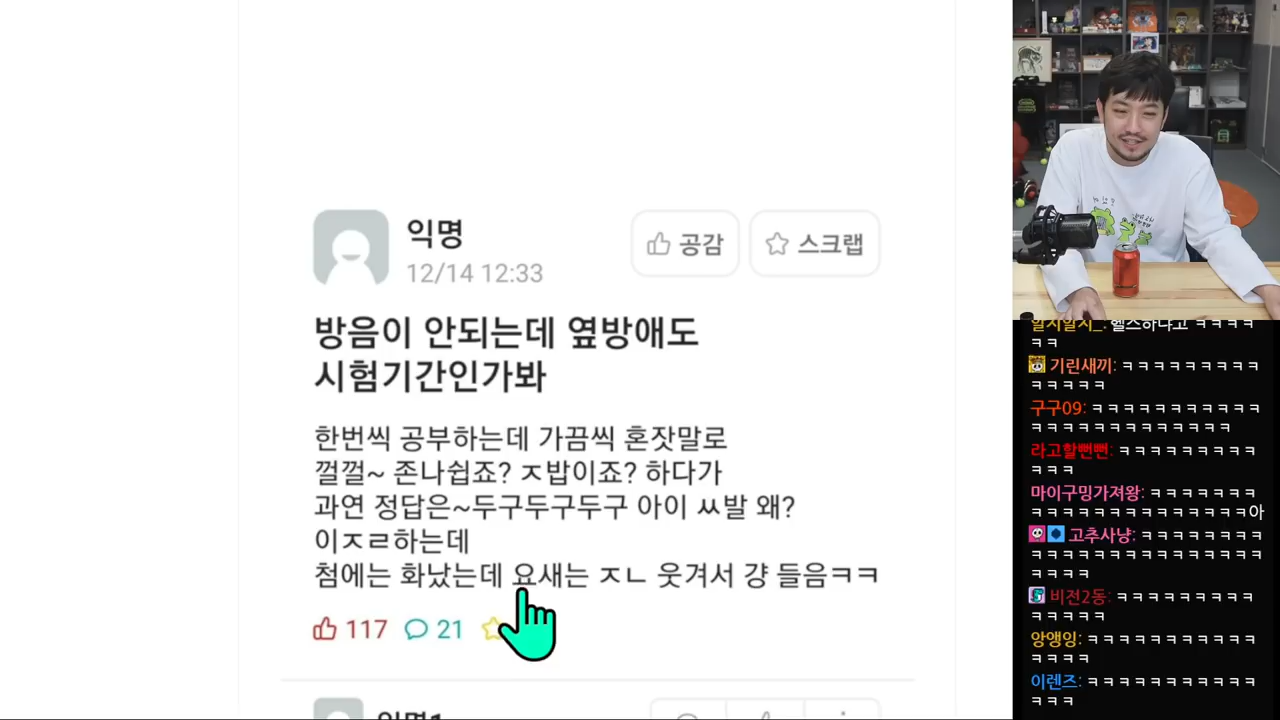 익명
12/14 12:33
공감
스크랩
방음이 안되는데 옆방애도
시험기간인가봐
한번씩 공부하는데 가끔씩 혼잣말로
껄껄~ 존나쉽죠? ㅈ밥이죠? 하다가
과연 정답은~두구두구두구 아이 ㅆ발 왜?
이ㅈㄹ하는데
첨에는 화났는데 요새는 ㅈㄴ 웃겨서 걍 들음ㅋㅋ
117
21
알지알지_: 헬스하냐고 ㅋㅋㅋㅋ
ㅋㅋ
기린새끼: ㅋㅋㅋㅋㅋㅋㅋㅋㅋ
ㅋㅋㅋㅋㅋ
구구09: ㅋㅋㅋㅋㅋㅋㅋㅋㅋㅋㅋ
ㅋㅋㅋㅋㅋㅋㅋㅋㅋㅋㅋㅋㅋ
라고할뻔뻔: ㅋㅋㅋㅋㅋㅋㅋㅋㅋ
ㅋㅋㅋ
마이구밍가져왕: ㅋㅋㅋㅋㅋㅋㅋ
ㅋㅋㅋㅋㅋㅋㅋㅋㅋㅋㅋㅋㅋㅋ아
고추사냥: ㅋㅋㅋㅋㅋㅋㅋㅋ
ㅋㅋㅋㅋㅋㅋㅋㅋㅋㅋㅋㅋㅋㅋㅋ
ㅋㅋㅋㅋ
비전2동: ㅋㅋㅋㅋㅋㅋㅋㅋㅋ
ㅋㅋㅋㅋㅋ
앙앵잉: ㅋㅋㅋㅋㅋㅋㅋㅋㅋㅋㅋ
ㅋㅋㅋㅋ
이렌즈: ㅋㅋㅋㅋㅋㅋㅋㅋㅋㅋㅋ
ㅋㅋㅋ